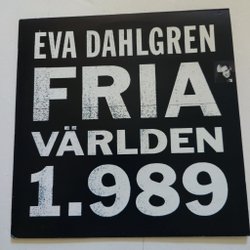 EVA DAHLGREN
FRIA
VÄRLDEN
1.989